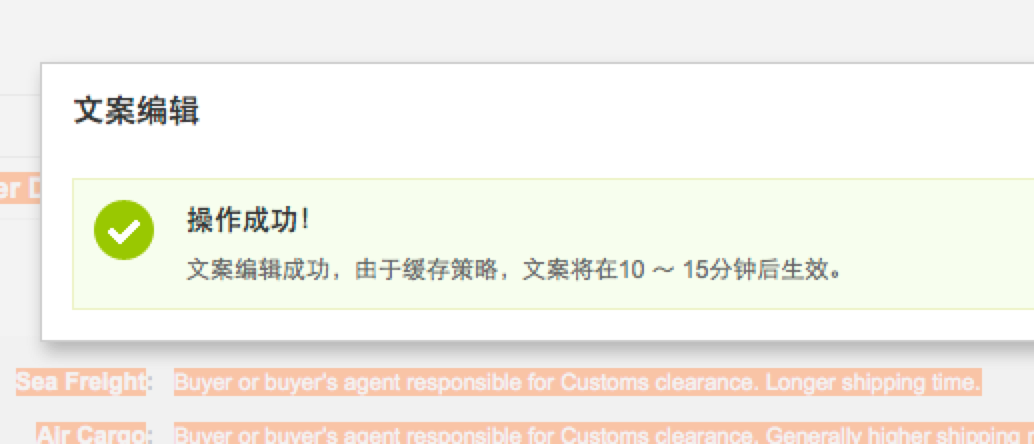 文案编辑
er D
操作成功！
文案编辑成功，由于缓存策略，文案将在10 ～ 15分钟后生效。
Sea Freight: Buyer or buyer's agent responsible for Customs clearance. Longer shipping time.
Air Cargo: Buyer or buyer's agent responsible for Customs clearance. Generally higher shipping